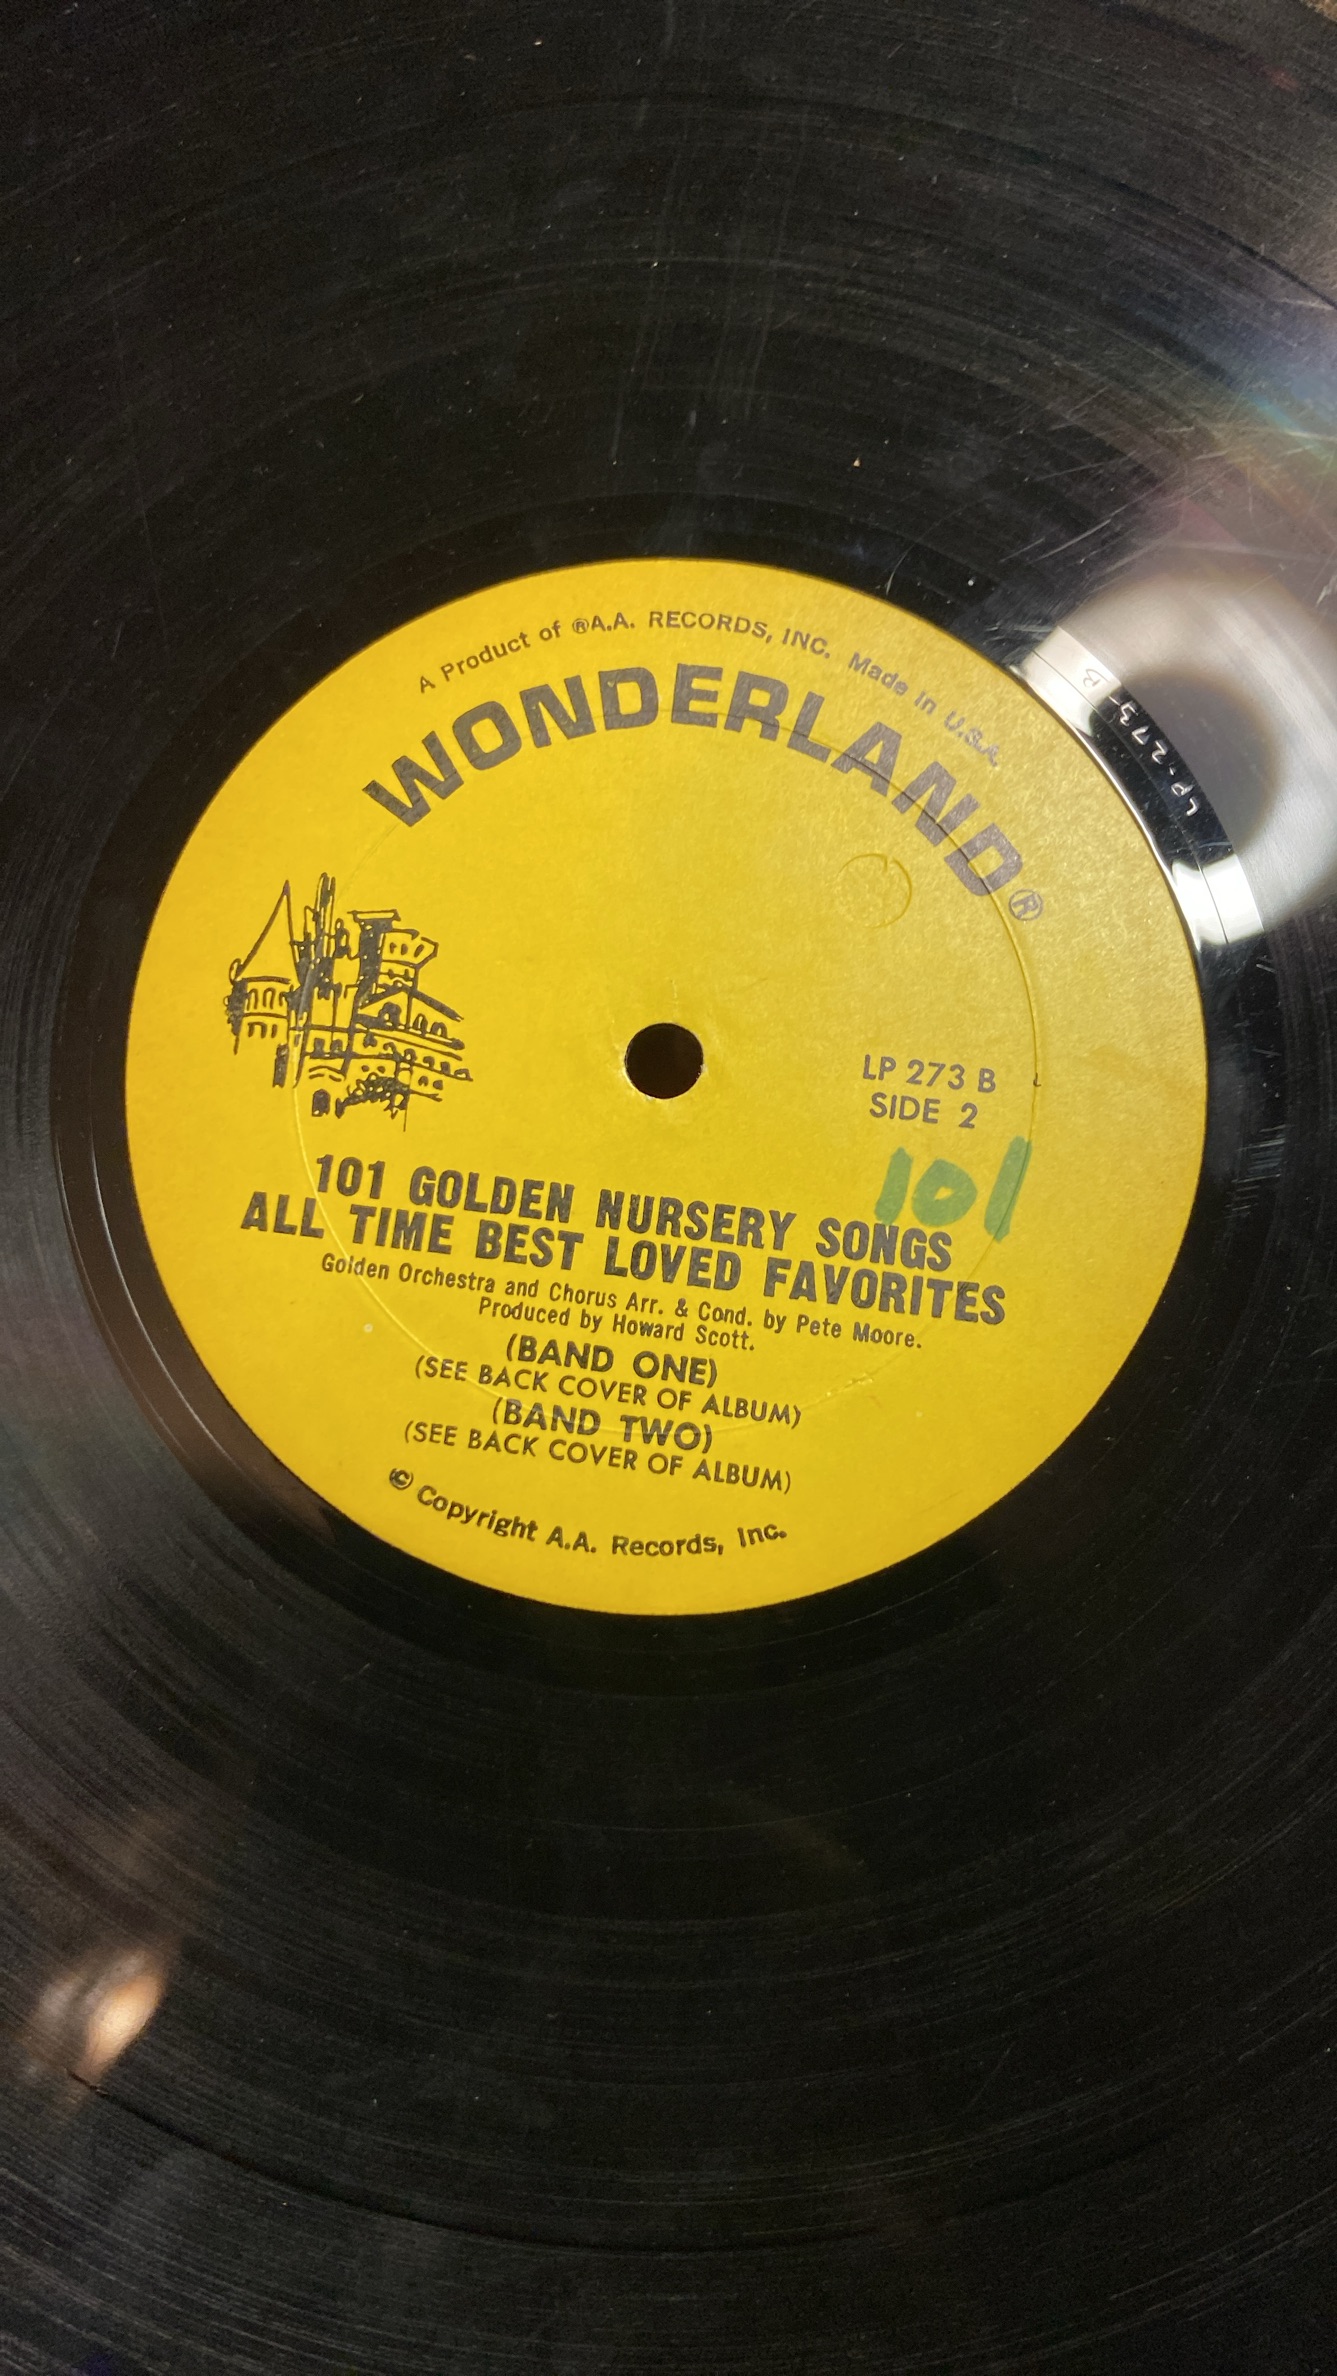 A Product of ®A.A. RECORDS, INC. Made in U.S.A.
WONDERLAND®
LP-273-B
LP 273 B
SIDE 2
101
101 GOLDEN NURSERY SONGS
ALL TIME BEST LOVED FAVORITES
Golden Orchestra and Chorus Arr. & Cond. by Pete Moore.
Produced by Howard Scott.
(BAND ONE)
(SEE BACK COVER OF ALBUM)
(BAND TWO)
(SEE BACK COVER OF ALBUM)
© Copyright A.A. Records, Inc.